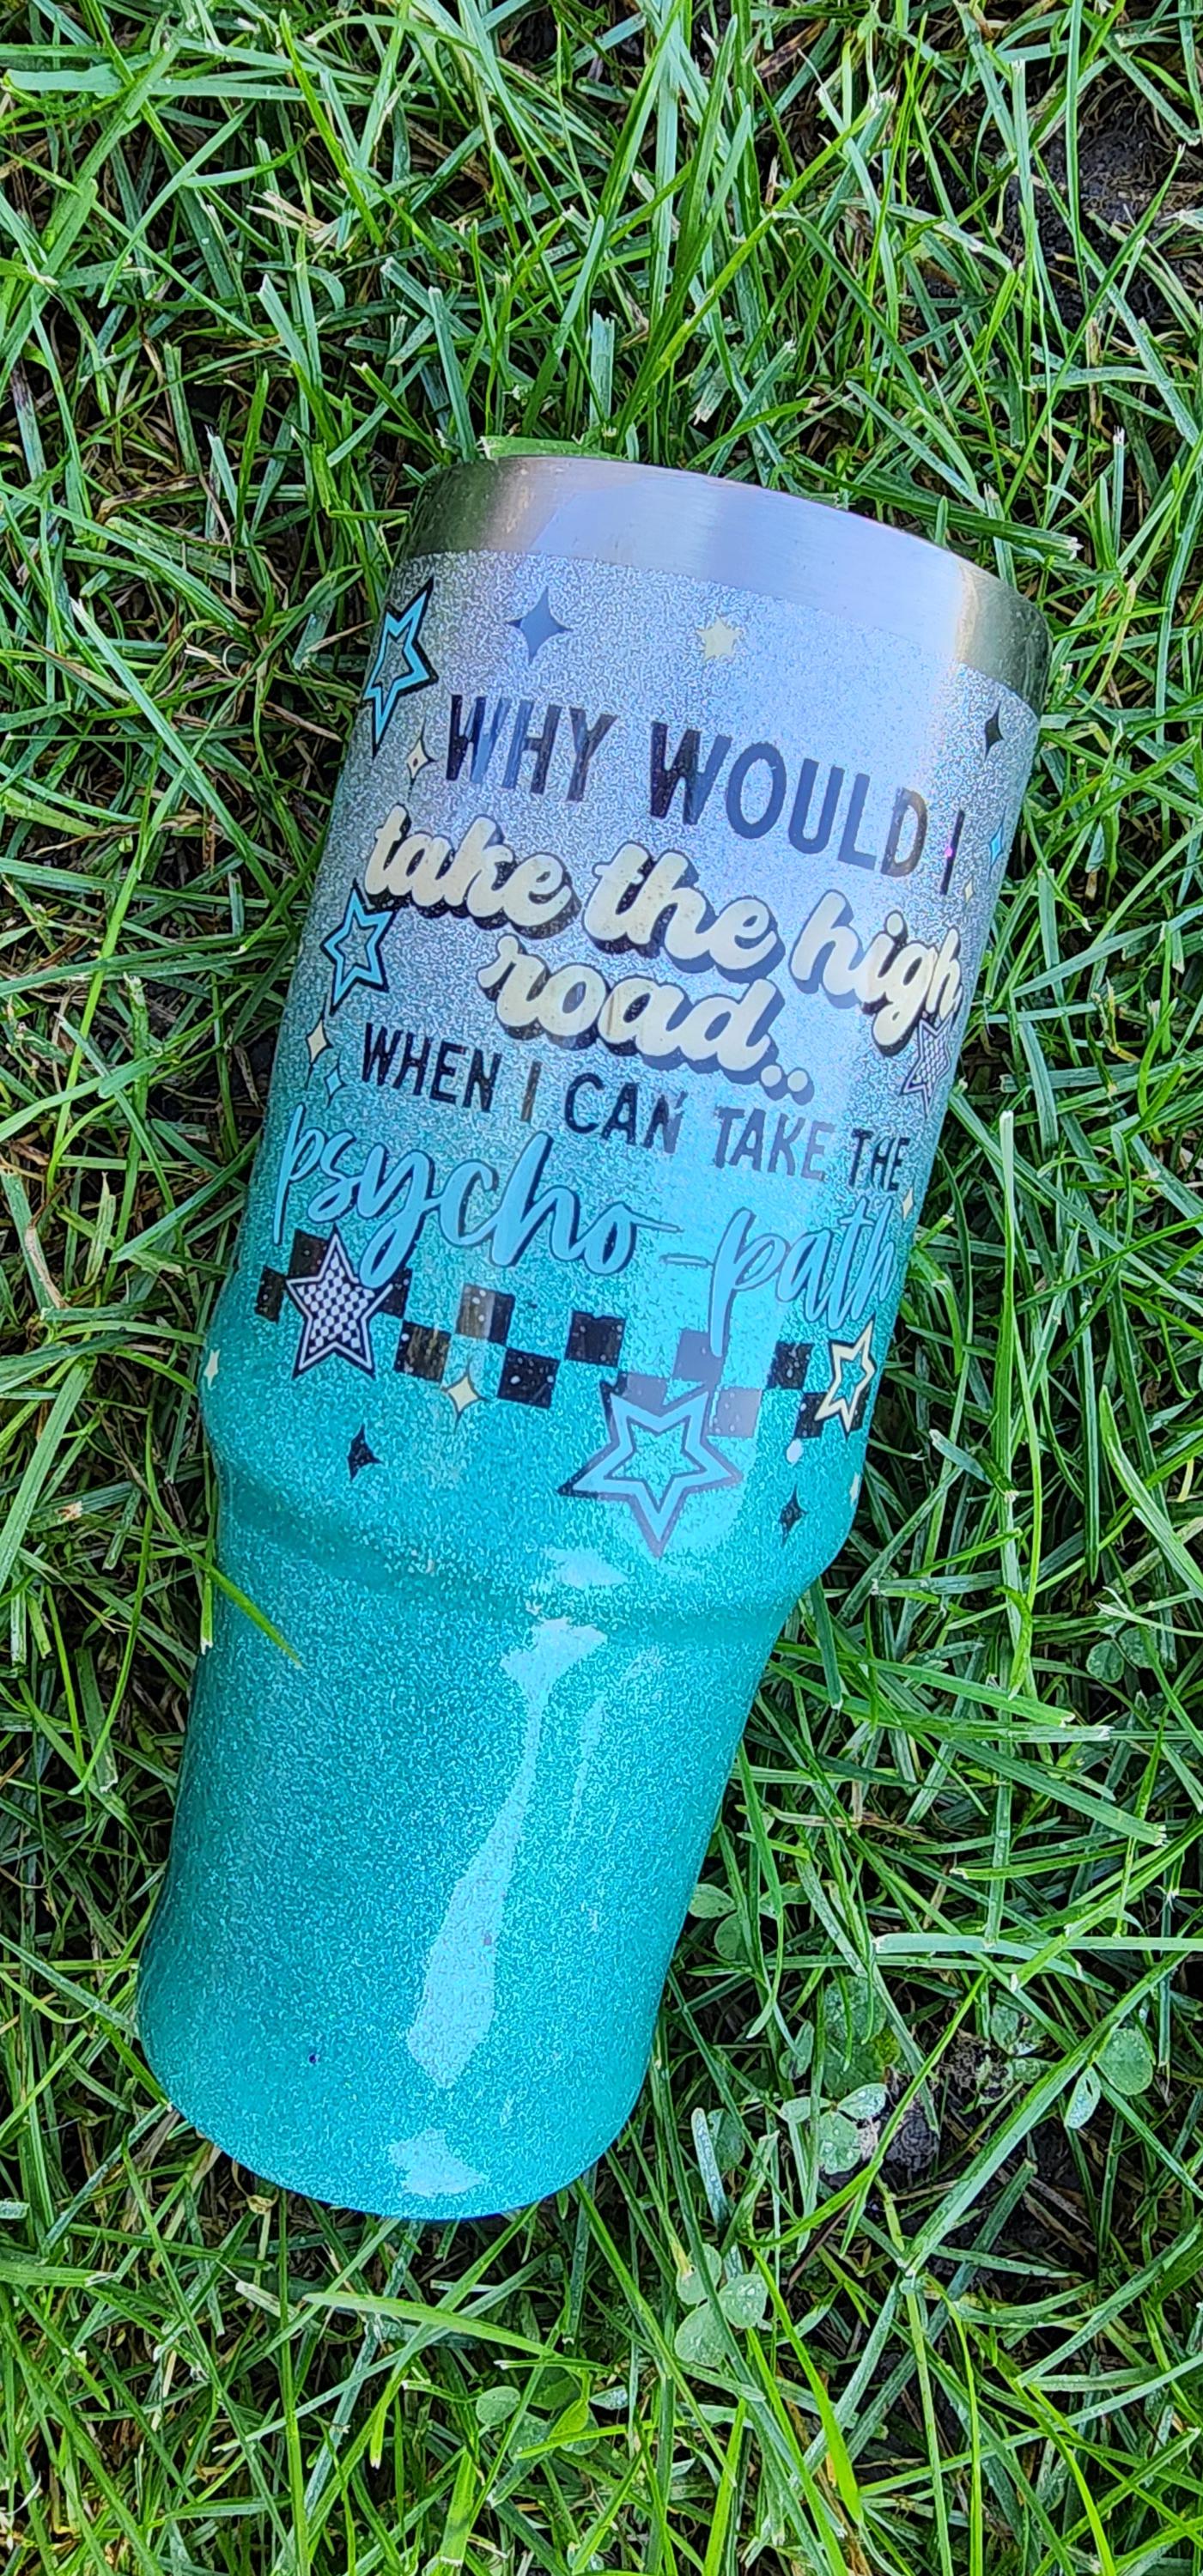 WHY WOULD I
take the high
road..
WHEN I CAN TAKE THE
psycho-path